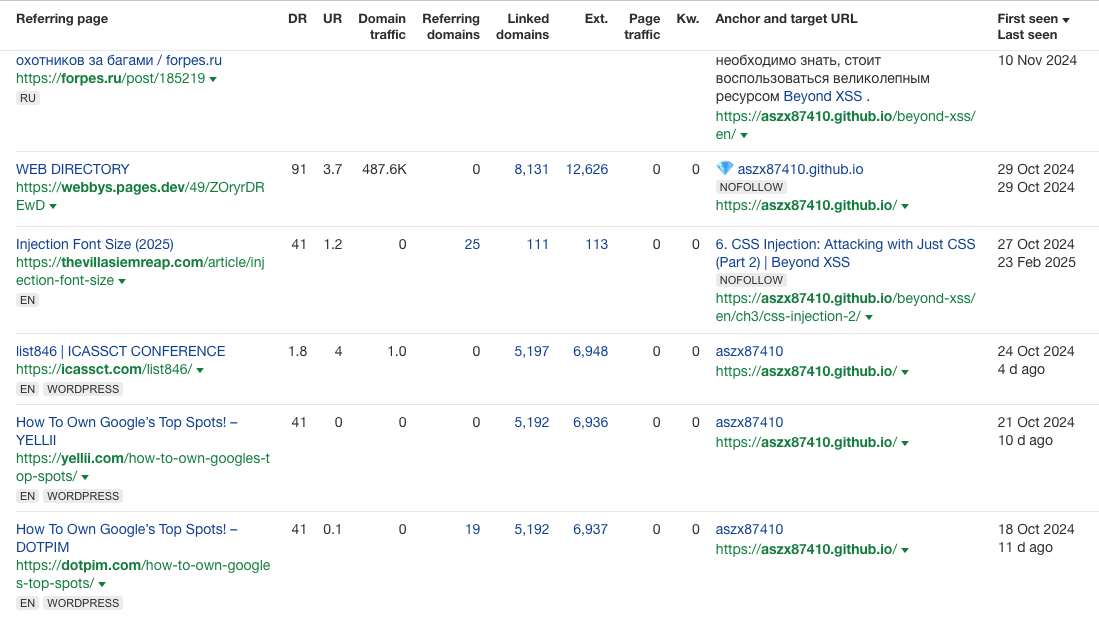 Referring page DR UR Domain traffic Referring domains Linked domains Ext. Page traffic Kw. Anchor and target URL First seen Last seen
охотников за багами / forpes.ru
https://forpes.ru/post/185219
RU
необходимо знать, стоит
воспользоваться великолепным
ресурсом Beyond XSS .
https://aszx87410.github.io/beyond-xss/
en/
10 Nov 2024
WEB DIRECTORY
https://webbys.pages.dev/49/ZOryrDR
EwD
91 3.7 487.6K 0 8,131 12,626 0 0
💎 aszx87410.github.io
NOFOLLOW
https://aszx87410.github.io/
29 Oct 2024
29 Oct 2024
Injection Font Size (2025)
https://thevillasiemreap.com/article/inj
ection-font-size
EN
41 1.2 0 25 111 113 0 0
6. CSS Injection: Attacking with Just CSS
(Part 2) | Beyond XSS
NOFOLLOW
https://aszx87410.github.io/beyond-xss/
en/ch3/css-injection-2/
27 Oct 2024
23 Feb 2025
list846 | ICASSCT CONFERENCE
https://icassct.com/list846/
EN WORDPRESS
1.8 4 1.0 0 5,197 6,948 0 0
aszx87410
https://aszx87410.github.io/
24 Oct 2024
4 d ago
How To Own Google’s Top Spots! –
YELLII
https://yellii.com/how-to-own-googles-t
op-spots/
EN WORDPRESS
41 0 0 0 5,192 6,936 0 0
aszx87410
https://aszx87410.github.io/
21 Oct 2024
10 d ago
How To Own Google’s Top Spots! –
DOTPIM
https://dotpim.com/how-to-own-google
s-top-spots/
EN WORDPRESS
41 0.1 0 19 5,192 6,937 0 0
aszx87410
https://aszx87410.github.io/
18 Oct 2024
11 d ago